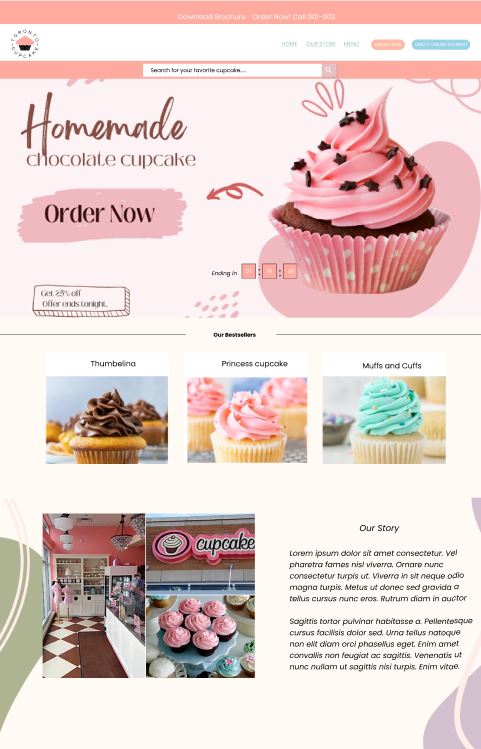 Download Brochure Order Now! Call 001-002
TORONTO CUPCAKE
HOME OUR STORY MENU ORDER NOW DIRECT ONLINE PAYMENT
Search for your favorite cupcake....
Homemade
chocolate cupcake
Order Now
Ending in
Get 25% off
Offer ends tonight..
Our Bestsellers
Thumbelina Princess cupcake Muffs and Cuffs
cupcake
Our Story
Lorem ipsum dolor sit amet consectetur. Vel
pharetra fames nisl viverra. Ornare nunc
consectetur turpis ut. Viverra in sit neque odio
magna turpis. Metus ut donec sed gravida a
tellus cursus nunc eros. Rutrum diam in auctor
Sagittis tortor pulvinar habitasse a. Pellentesque
cursus facilisis dolor sed. Urna tellus natoque
non elit diam orci phasellus eget. Enim amet
convallis non feugiat ac sagittis. Venenatis ut
nunc nullam ut sagittis nisi turpis. Enim vitae.